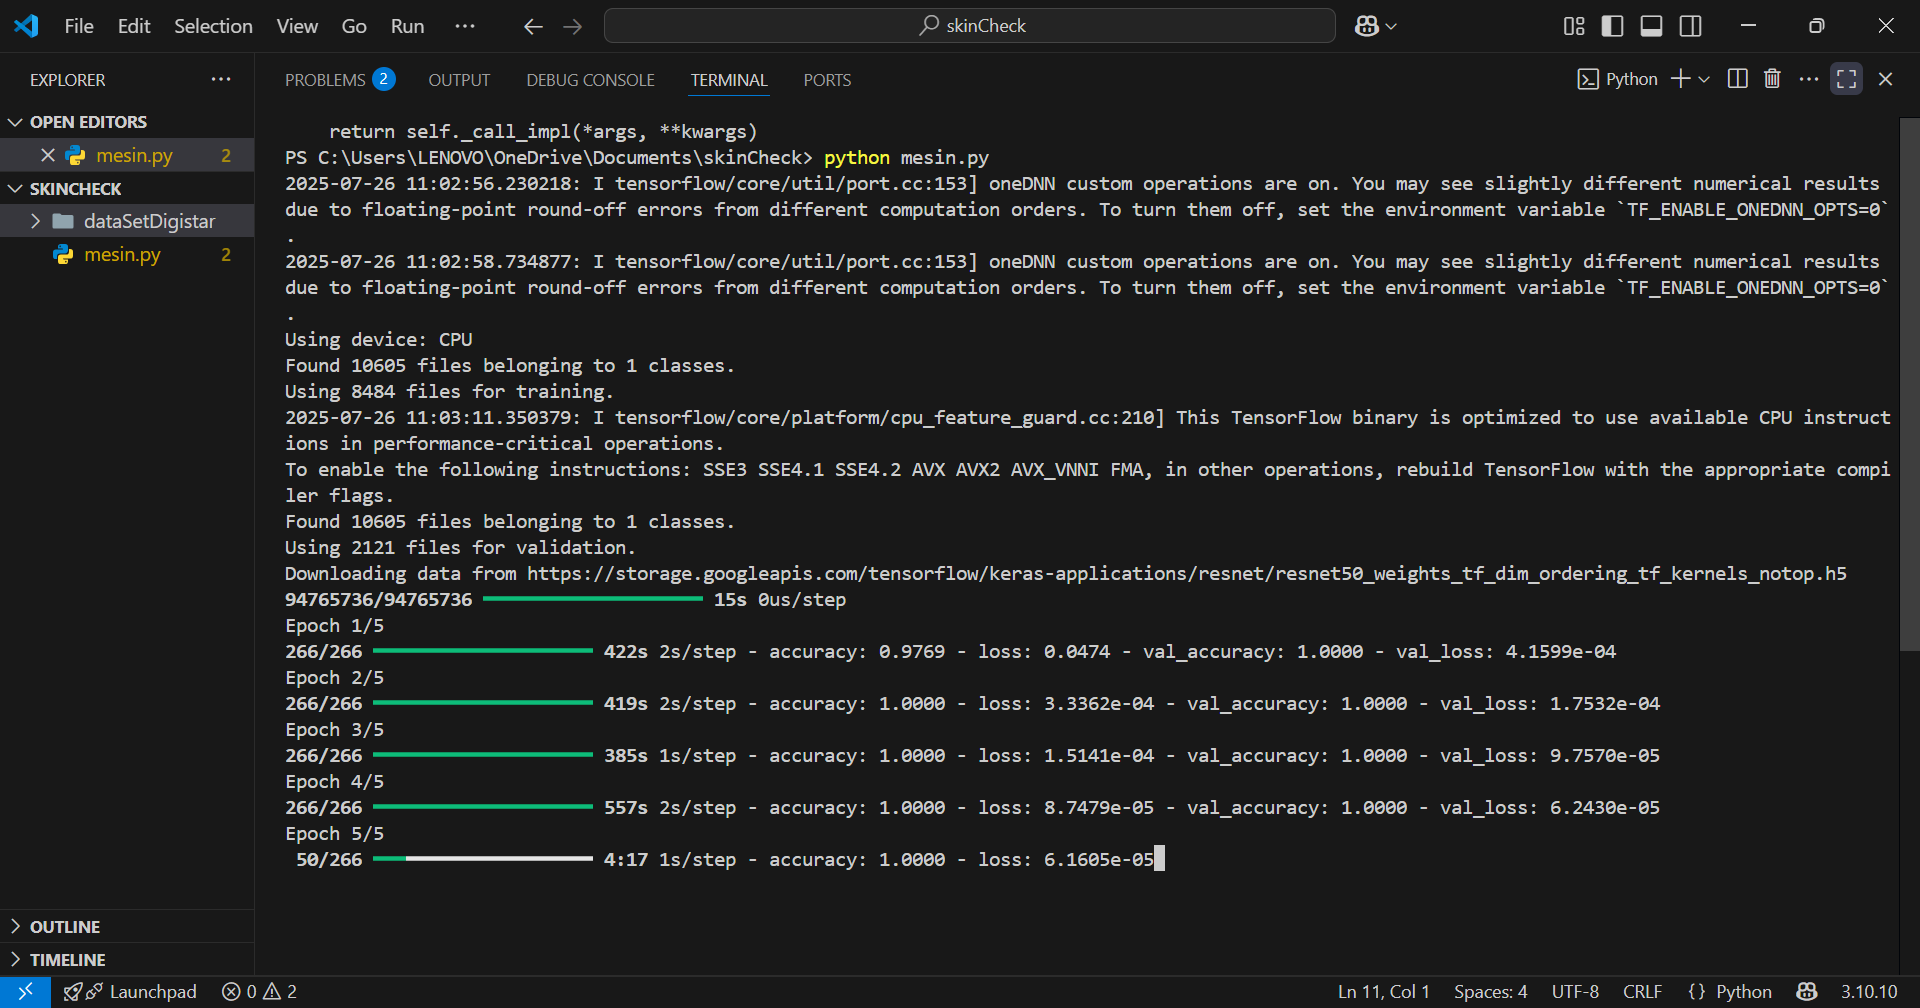 File Edit Selection View Go Run ··· skinCheck
EXPLORER ···
PROBLEMS 2 OUTPUT DEBUG CONSOLE TERMINAL PORTS
Python
OPEN EDITORS
mesin.py 2
SKINCHECK
dataSetDigistar
mesin.py 2
return self._call_impl(*args, **kwargs)
PS C:\Users\LENOVO\OneDrive\Documents\skinCheck> python mesin.py
2025-07-26 11:02:56.230218: I tensorflow/core/util/port.cc:153] oneDNN custom operations are on. You may see slightly different numerical results
due to floating-point round-off errors from different computation orders. To turn them off, set the environment variable `TF_ENABLE_ONEDNN_OPTS=0`
.
2025-07-26 11:02:58.734877: I tensorflow/core/util/port.cc:153] oneDNN custom operations are on. You may see slightly different numerical results
due to floating-point round-off errors from different computation orders. To turn them off, set the environment variable `TF_ENABLE_ONEDNN_OPTS=0`
.
Using device: CPU
Found 10605 files belonging to 1 classes.
Using 8484 files for training.
2025-07-26 11:03:11.350379: I tensorflow/core/platform/cpu_feature_guard.cc:210] This TensorFlow binary is optimized to use available CPU instruct
ions in performance-critical operations.
To enable the following instructions: SSE3 SSE4.1 SSE4.2 AVX AVX2 AVX_VNNI FMA, in other operations, rebuild TensorFlow with the appropriate compi
ler flags.
Found 10605 files belonging to 1 classes.
Using 2121 files for validation.
Downloading data from https://storage.googleapis.com/tensorflow/keras-applications/resnet/resnet50_weights_tf_dim_ordering_tf_kernels_notop.h5
94765736/94765736 15s 0us/step
Epoch 1/5
266/266 422s 2s/step - accuracy: 0.9769 - loss: 0.0474 - val_accuracy: 1.0000 - val_loss: 4.1599e-04
Epoch 2/5
266/266 419s 2s/step - accuracy: 1.0000 - loss: 3.3362e-04 - val_accuracy: 1.0000 - val_loss: 1.7532e-04
Epoch 3/5
266/266 385s 1s/step - accuracy: 1.0000 - loss: 1.5141e-04 - val_accuracy: 1.0000 - val_loss: 9.7570e-05
Epoch 4/5
266/266 557s 2s/step - accuracy: 1.0000 - loss: 8.7479e-05 - val_accuracy: 1.0000 - val_loss: 6.2430e-05
Epoch 5/5
50/266 4:17 1s/step - accuracy: 1.0000 - loss: 6.1605e-05
OUTLINE
TIMELINE
Launchpad 0 2 Ln 11, Col 1 Spaces: 4 UTF-8 CRLF {} Python 3.10.10